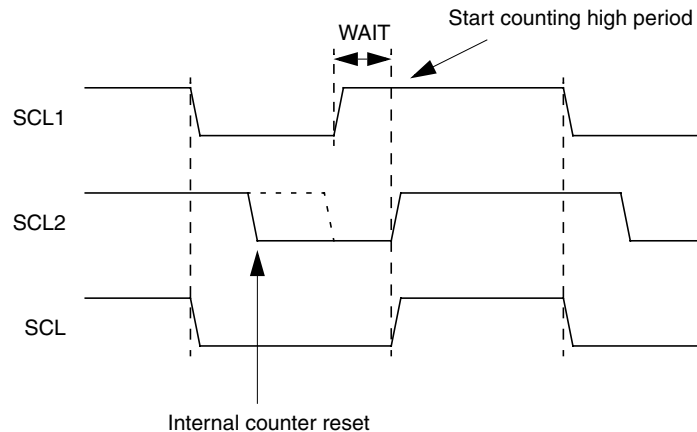 Start counting high period
WAIT
SCL1
SCL2
SCL
Internal counter reset